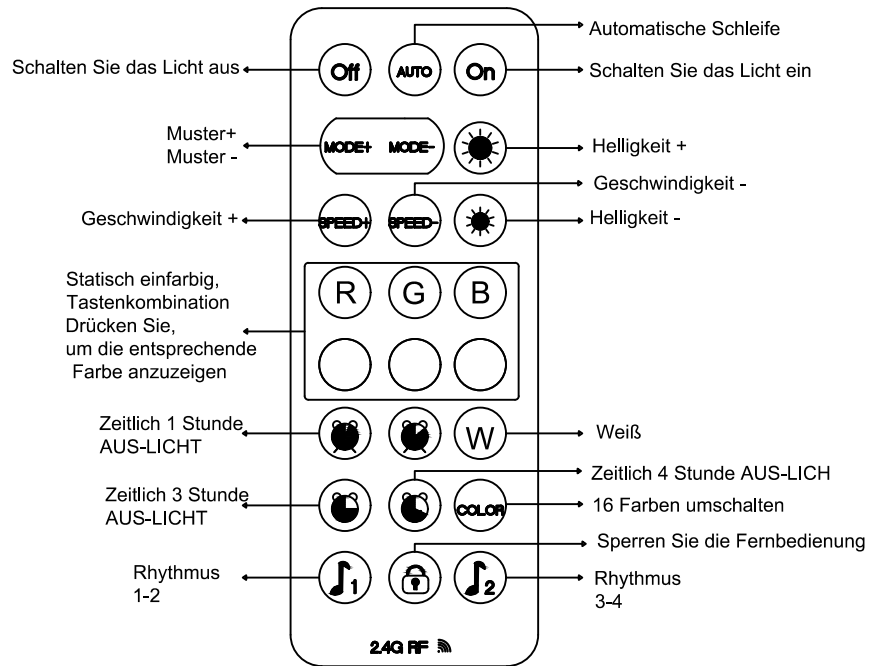 Automatische Schleife
Schalten Sie das Licht aus
Off
AUTO
On
Schalten Sie das Licht ein
Muster+
Muster -
MODE+ MODE-
Helligkeit +
Geschwindigkeit -
Geschwindigkeit +
SPEED+
SPEED-
Helligkeit -
Statisch einfarbig,
Tastenkombination
Drücken Sie,
um die entsprechende
Farbe anzuzeigen
R
G
B
Zeitlich 1 Stunde
AUS-LICHT
W
Weiß
Zeitlich 4 Stunde AUS-LICH
Zeitlich 3 Stunde
AUS-LICHT
COLOR
16 Farben umschalten
Sperren Sie die Fernbedienung
Rhythmus
1-2
1
2
Rhythmus
3-4
2.4G RF